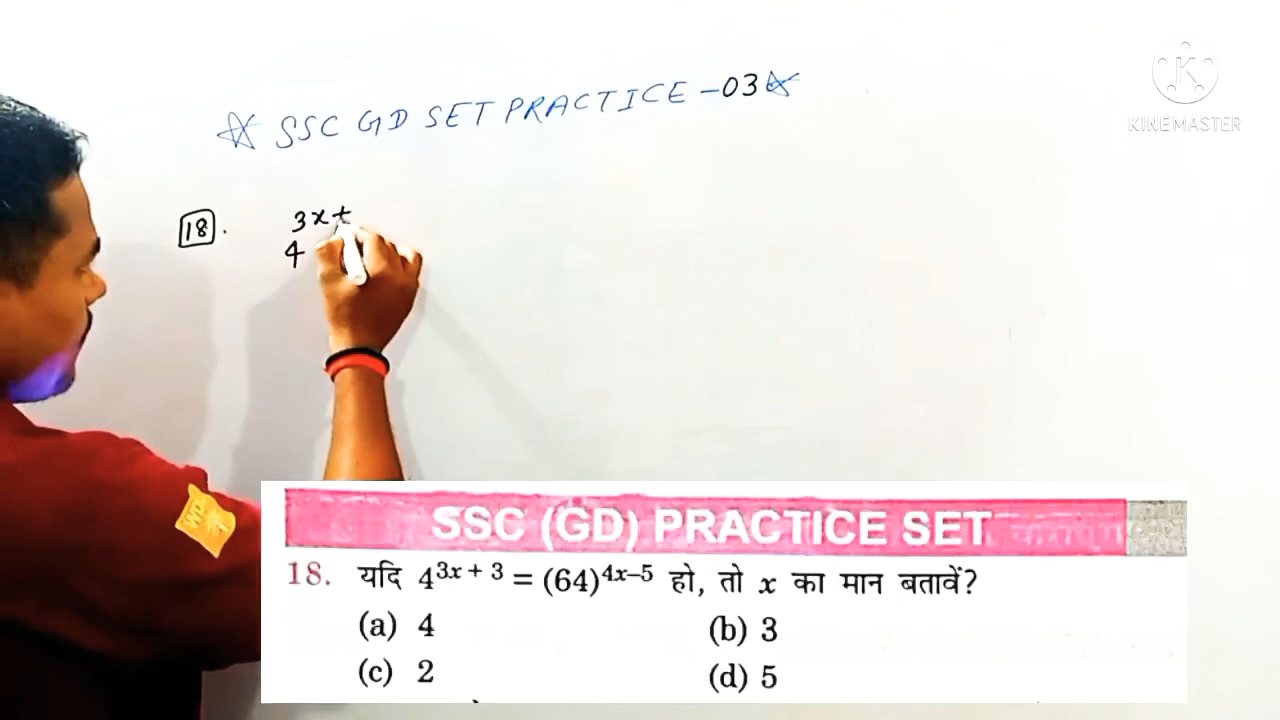 ☆ SSC GD SET PRACTICE -03☆
KINEMASTER
18.
3x+
4
SSC (GD) PRACTICE SET
18. यदि 4^{3x + 3} = (64)^{4x–5} हो, तो x का मान बतावें?
(a) 4 (b) 3
(c) 2 (d) 5